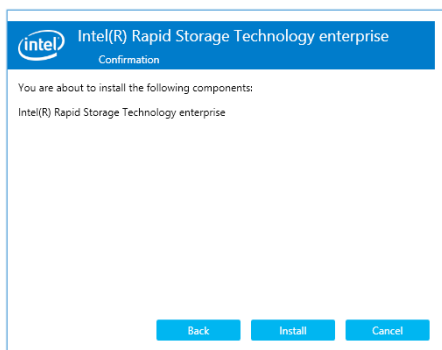 intel
Intel(R) Rapid Storage Technology enterprise
Confirmation
You are about to install the following components:
Intel(R) Rapid Storage Technology enterprise
Back Install Cancel